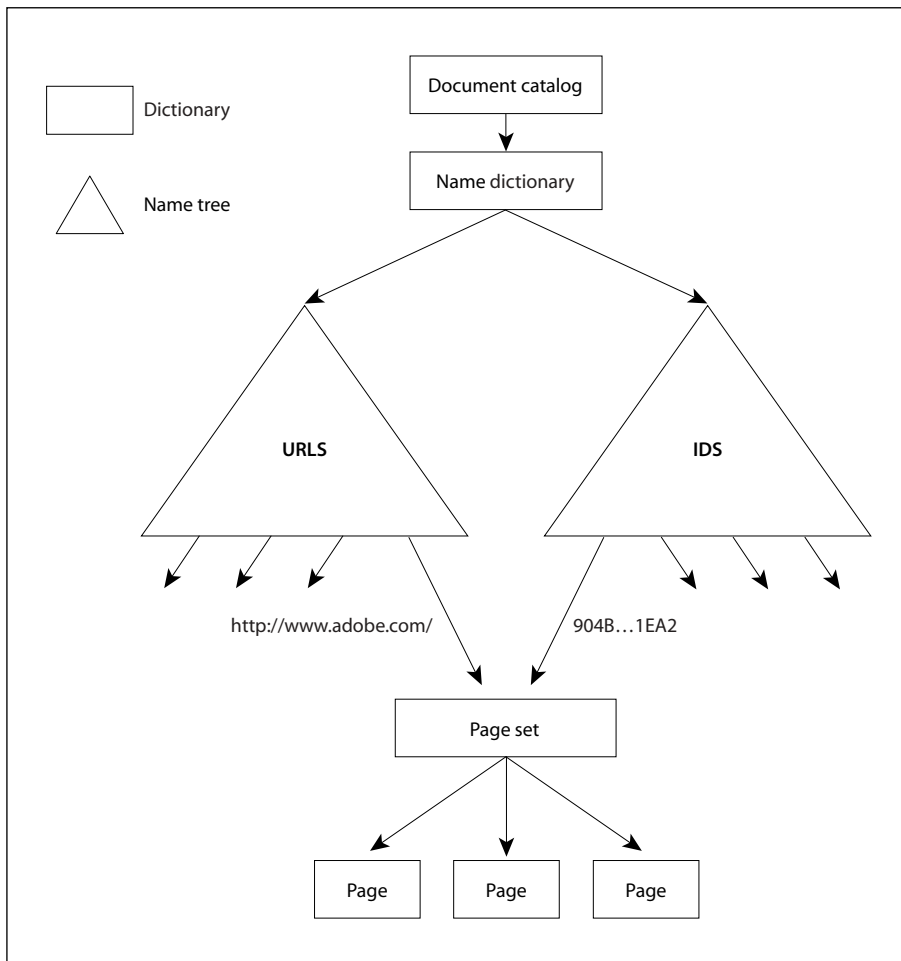 Document catalog
Dictionary
Name dictionary
Name tree
URLS
IDS
http://www.adobe.com/
904B…1EA2
Page set
Page
Page
Page